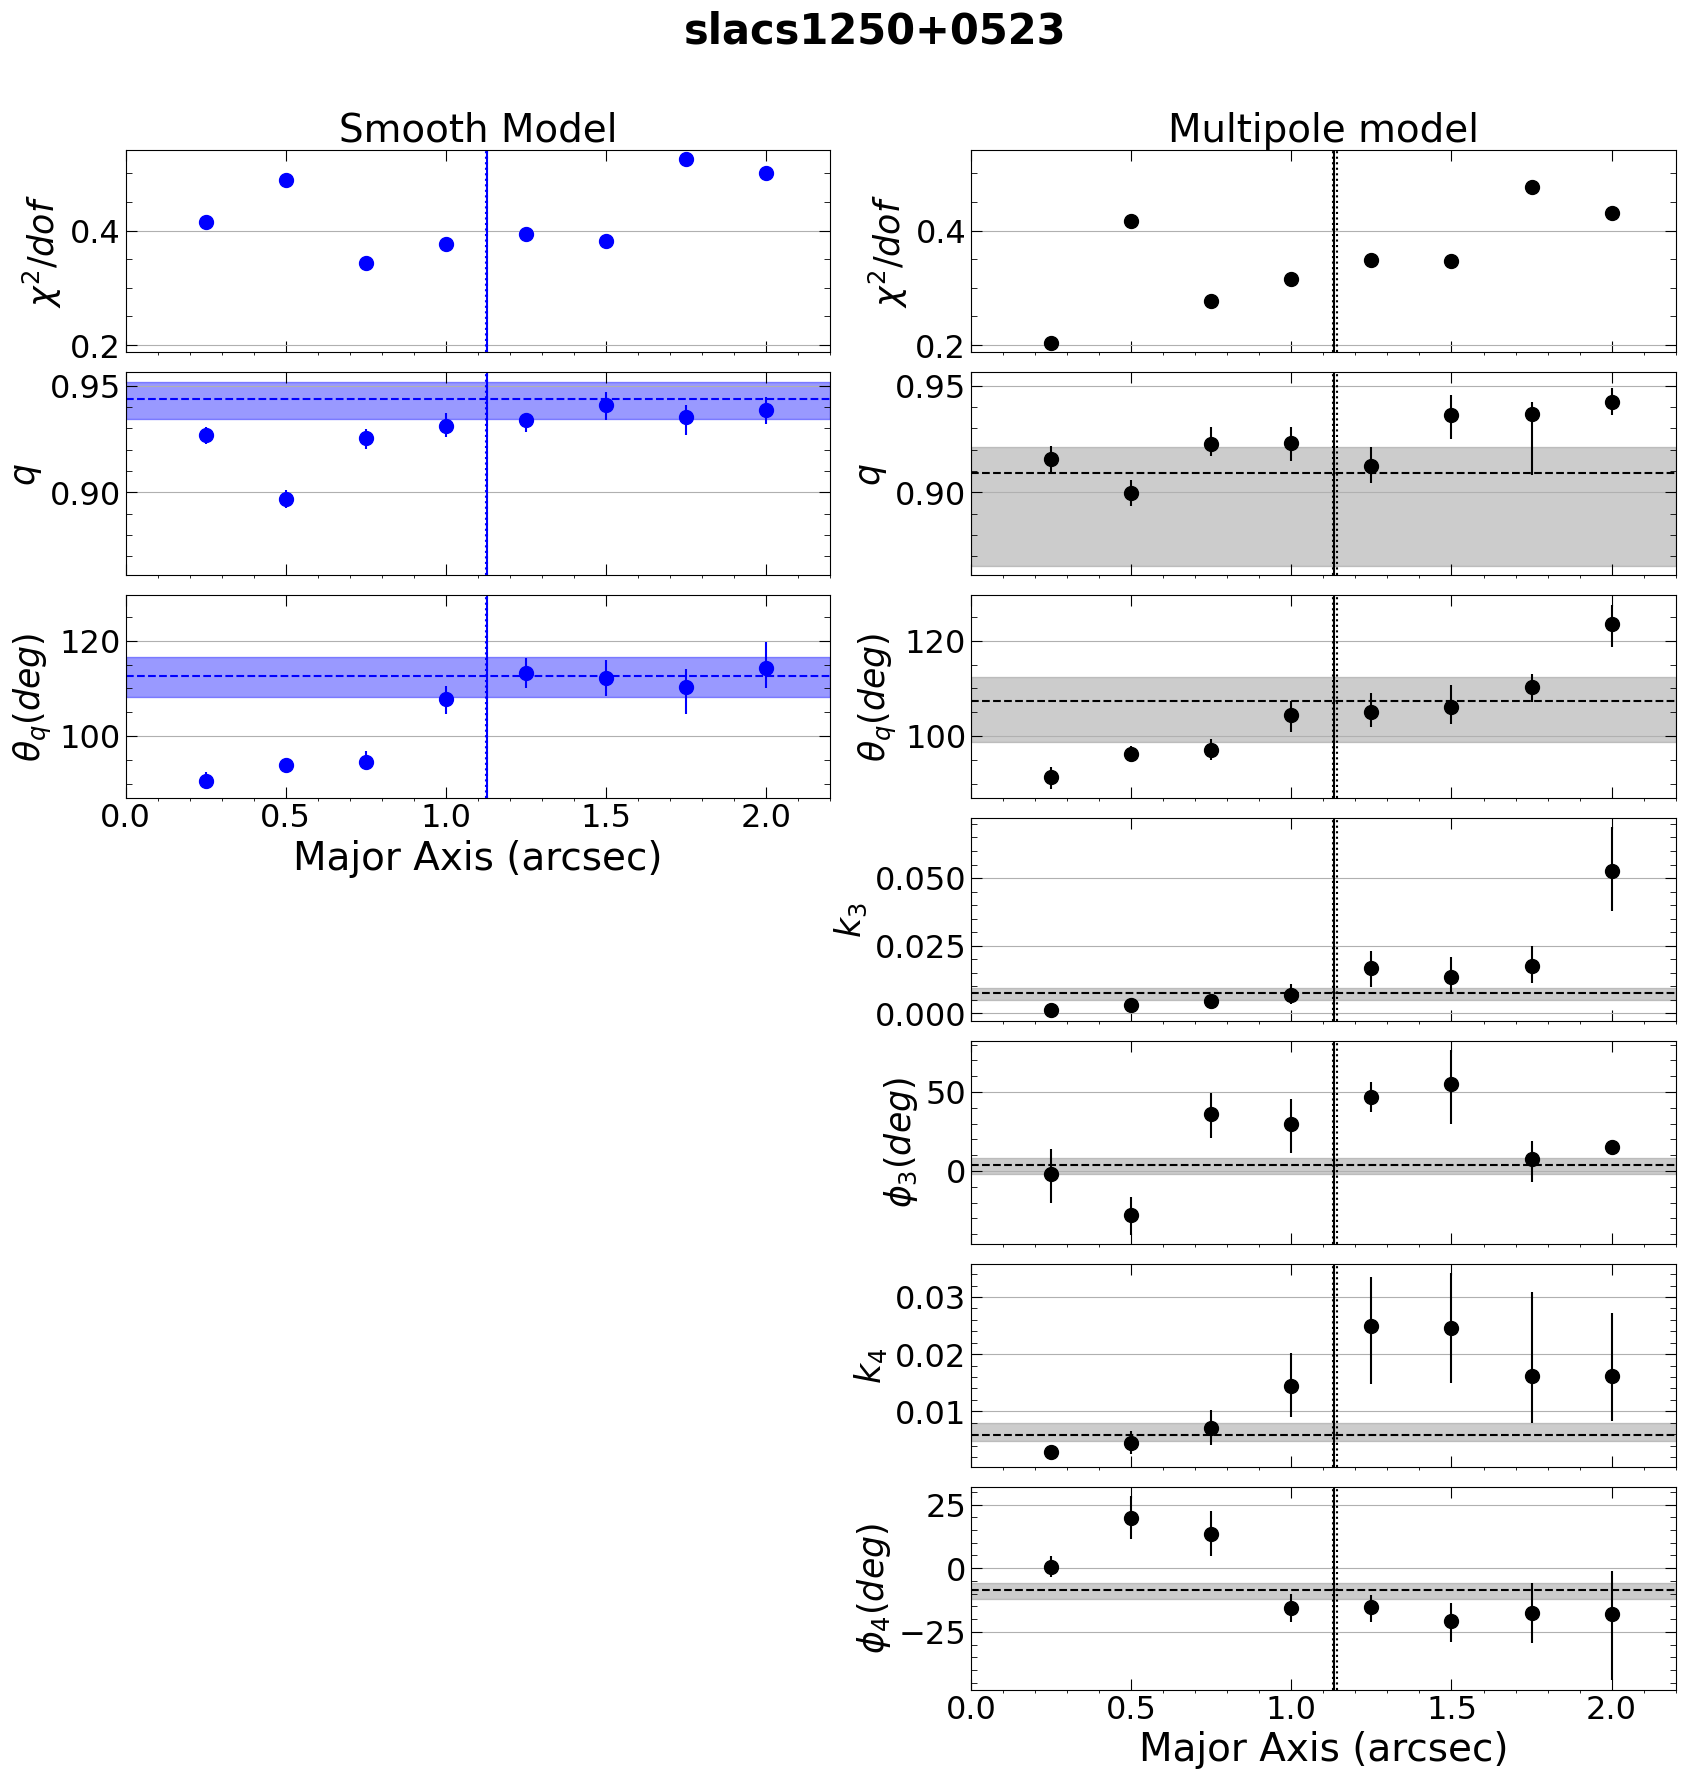 slacs1250+0523
Smooth Model
χ²/dof
0.4
0.2
q
0.95
0.90
θ_q(deg)
120
100
0.0 0.5 1.0 1.5 2.0
Major Axis (arcsec)
Multipole model
χ²/dof
0.4
0.2
q
0.95
0.90
θ_q(deg)
120
100
k₃
0.050
0.025
0.000
ϕ₃(deg)
50
0
k₄
0.03
0.02
0.01
ϕ₄(deg)
25
0
−25
0.0 0.5 1.0 1.5 2.0
Major Axis (arcsec)